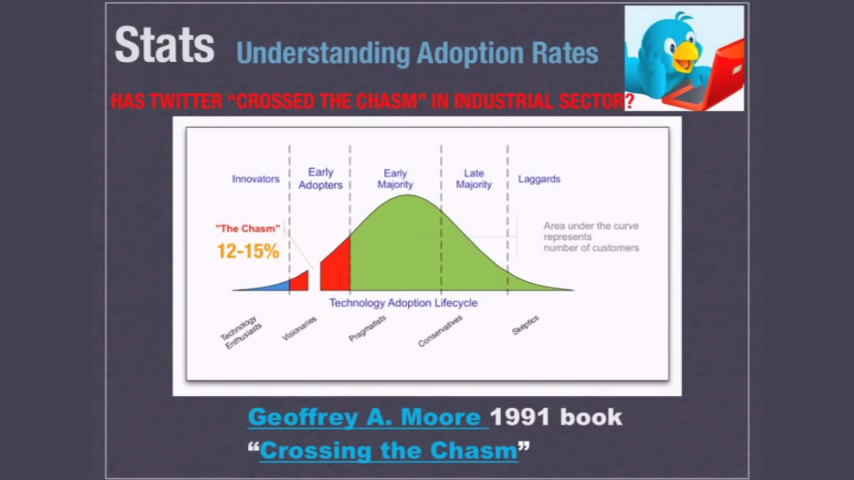 Stats Understanding Adoption Rates
HAS TWITTER “CROSSED THE CHASM” IN INDUSTRIAL SECTOR?
Innovators
Early
Adopters
Early
Majority
Late
Majority
Laggards
"The Chasm"
12-15%
Area under the curve
represents
number of customers
Technology Adoption Lifecycle
Technology
Enthusiasts
Visionaries
Pragmatists
Conservatives
Skeptics
Geoffrey A. Moore 1991 book
“Crossing the Chasm”